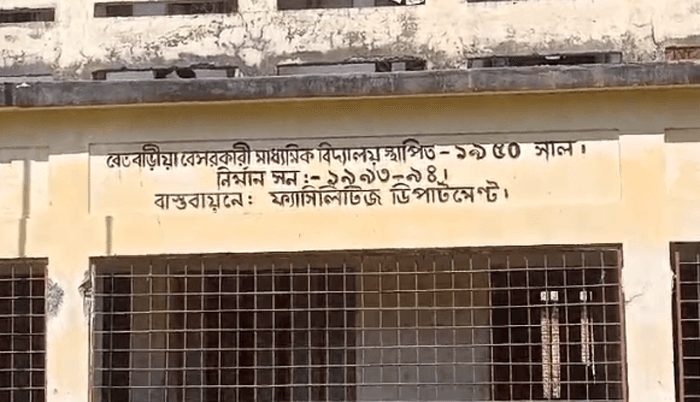 বেতবাড়ীয়া বেসরকারী মাধ্যমিক বিদ্যালয় স্থাপিত - ১৯৫০ সাল।
নির্মান সন :- ১৯৯৩-৯৪।
বাস্তবায়নে : ফ্যাসিলিটিজ ডিপার্টমেন্ট।